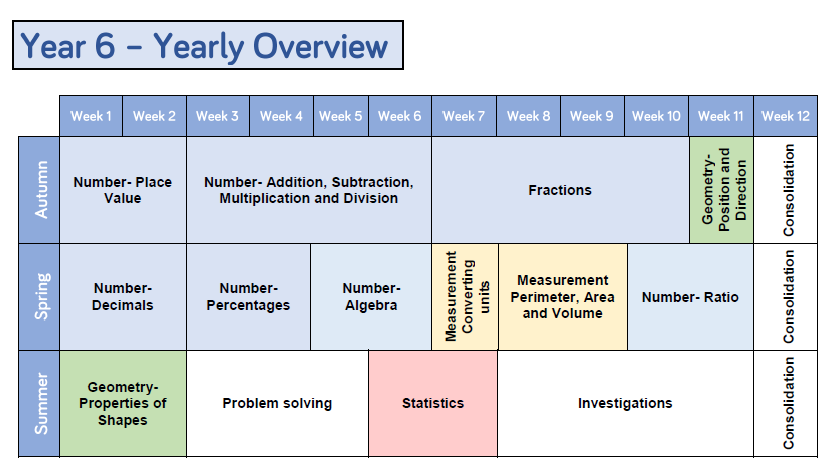 Year 6 – Yearly Overview
Week 1 Week 2 Week 3 Week 4 Week 5 Week 6 Week 7 Week 8 Week 9 Week 10 Week 11 Week 12
Autumn
Number- Place
Value
Number- Addition, Subtraction,
Multiplication and Division
Fractions
Geometry-
Position and
Direction
Consolidation
Spring
Number-
Decimals
Number-
Percentages
Number-
Algebra
Measurement
Converting
units
Measurement
Perimeter, Area
and Volume
Number- Ratio
Consolidation
Summer
Geometry-
Properties of
Shapes
Problem solving
Statistics
Investigations
Consolidation